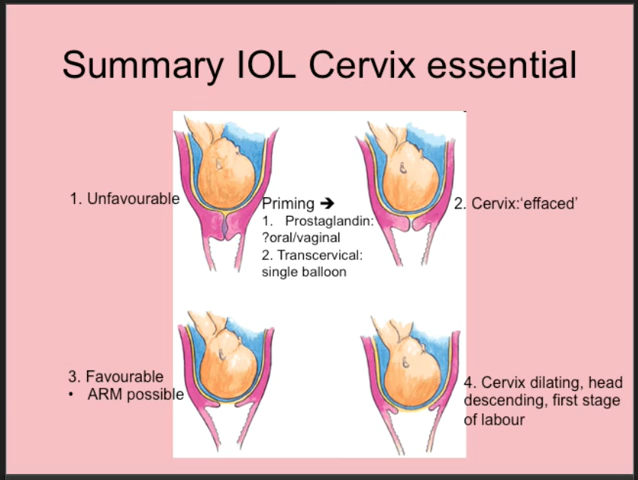 Summary IOL Cervix essential
1. Unfavourable
Priming ➔
1. Prostaglandin:
?oral/vaginal
2. Transcervical:
single balloon
2. Cervix:‘effaced’
3. Favourable
• ARM possible
4. Cervix dilating, head
descending, first stage
of labour